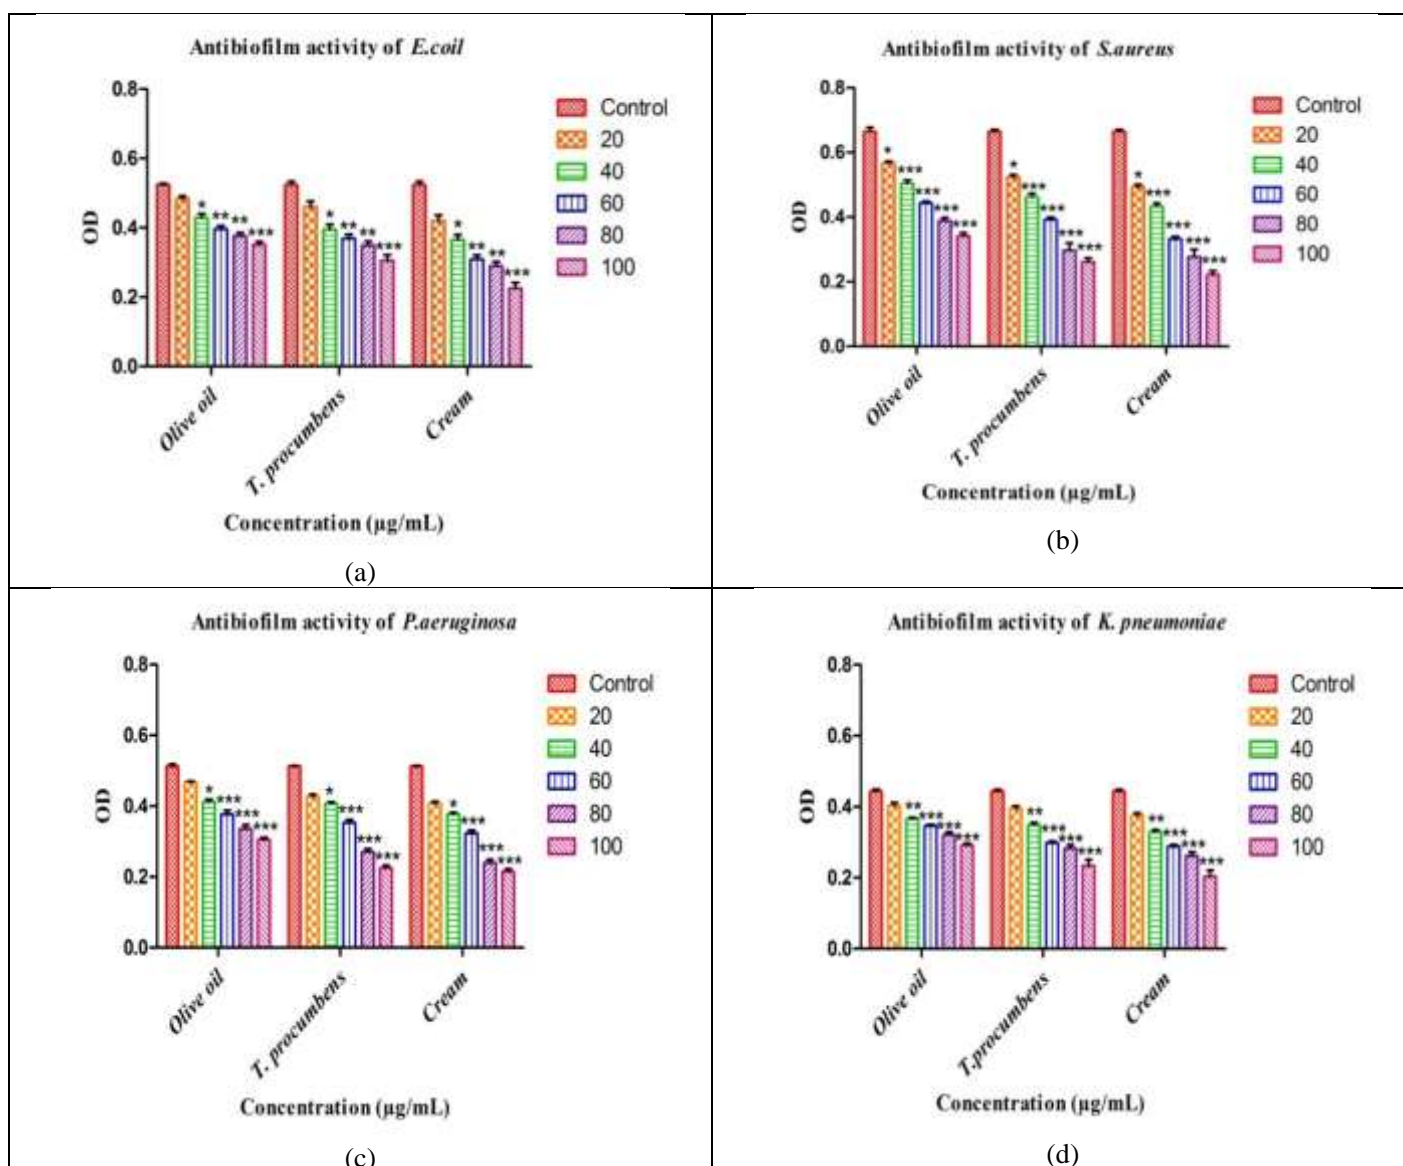 Antibiofilm activity of E.coil
0.8
0.6
0.4
0.2
0.0
OD
* ** ** ***
* ** ** ***
* ** ** ***
Control
20
40
60
80
100
Olive oil
T. procumbens
Cream
Concentration (µg/mL)
(a)
Antibiofilm activity of S.aureus
0.8
0.6
0.4
0.2
0.0
OD
* *** *** *** ***
* *** *** *** ***
* *** *** *** ***
Control
20
40
60
80
100
Olive oil
T. procumbens
Cream
Concentration (µg/mL)
(b)
Antibiofilm activity of P.aeruginosa
0.8
0.6
0.4
0.2
0.0
OD
* *** *** ***
* *** *** ***
* *** *** ***
Control
20
40
60
80
100
Olive oil
T. procumbens
Cream
Concentration (µg/mL)
(c)
Antibiofilm activity of K. pneumoniae
0.8
0.6
0.4
0.2
0.0
OD
** *** *** ***
** *** *** ***
** *** *** ***
Control
20
40
60
80
100
Olive oil
T.procumbens
Cream
Concentration (µg/mL)
(d)